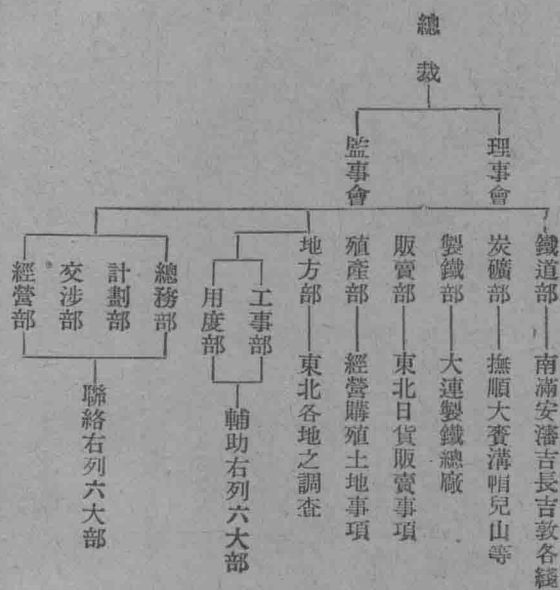 總裁
理事會
監事會
鐵道部——南滿安瀋吉長吉敦各綫
炭礦部——撫順大賚溝帽兒山等
製鐵部——大連製鐵總廠
販賣部——東北日貨販賣事項
殖產部——經營購殖土地事項
地方部——東北各地之調查
工事部
用度部
輔助右列六大部
總務部
計劃部
交涉部
經營部
聯絡右列六大部